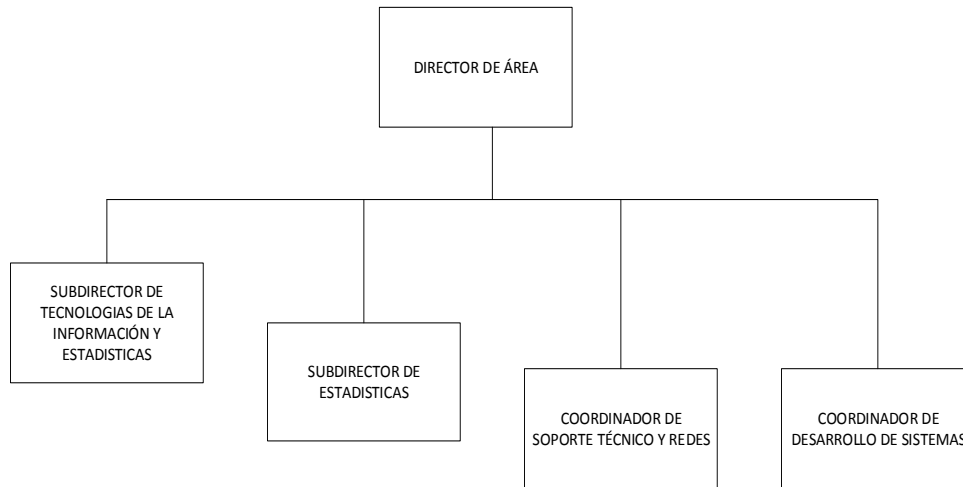 DIRECTOR DE ÁREA
SUBDIRECTOR DE
TECNOLOGIAS DE LA
INFORMACIÓN Y
ESTADISTICAS
SUBDIRECTOR DE
ESTADISTICAS
COORDINADOR DE
SOPORTE TÉCNICO Y REDES
COORDINADOR DE
DESARROLLO DE SISTEMAS